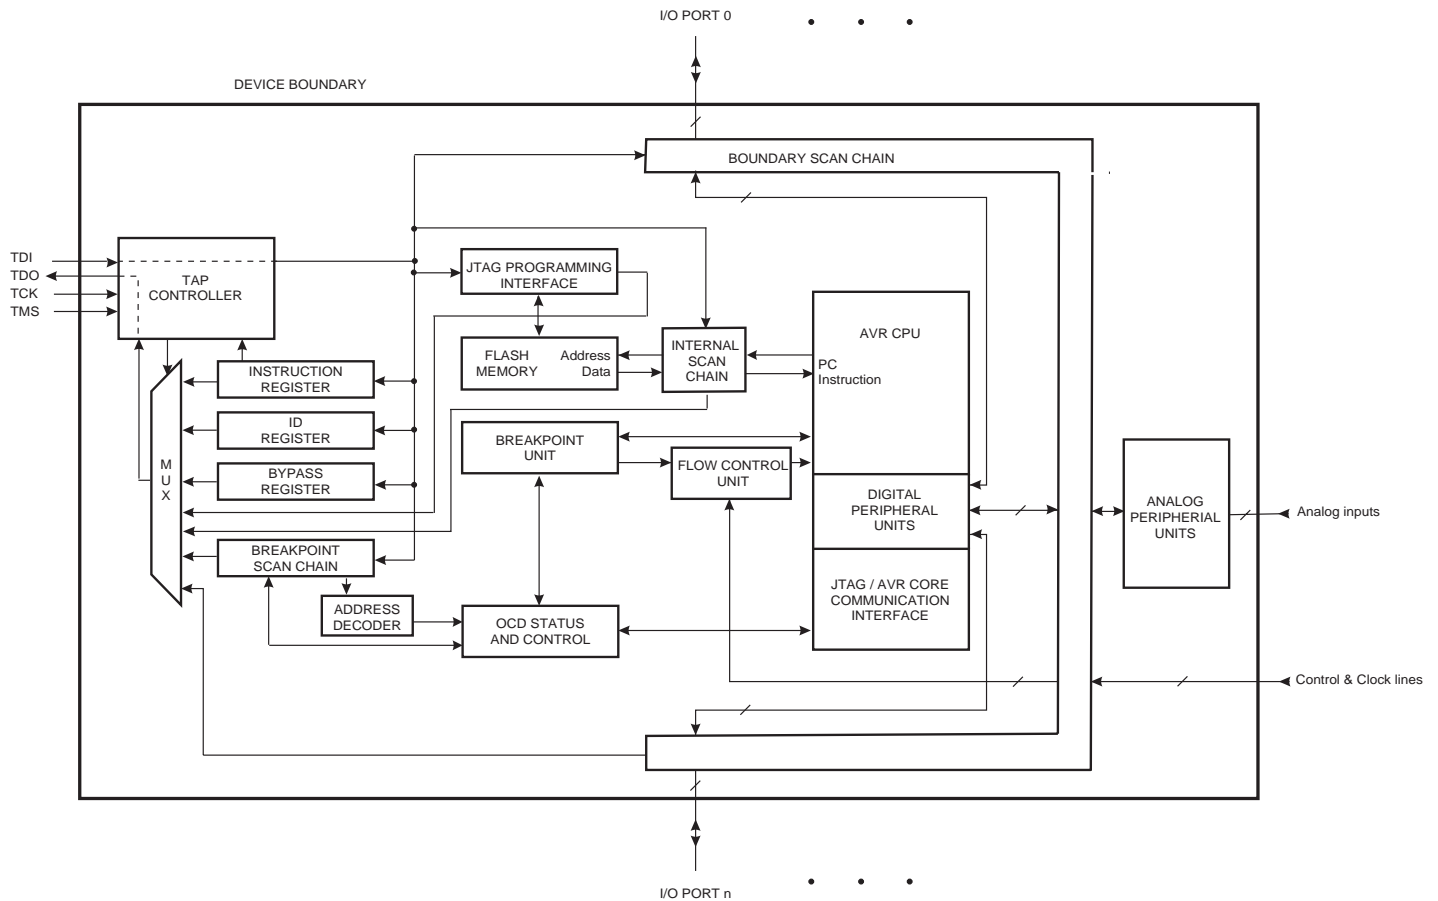 I/O PORT 0
DEVICE BOUNDARY
BOUNDARY SCAN CHAIN
TDI
TDO
TCK
TMS
TAP
CONTROLLER
JTAG PROGRAMMING
INTERFACE
AVR CPU
FLASH
MEMORY
Address
Data
INTERNAL
SCAN
CHAIN
PC
Instruction
INSTRUCTION
REGISTER
ID
REGISTER
M
U
X
BYPASS
REGISTER
BREAKPOINT
UNIT
FLOW CONTROL
UNIT
DIGITAL
PERIPHERAL
UNITS
ANALOG
PERIPHERIAL
UNITS
Analog inputs
BREAKPOINT
SCAN CHAIN
ADDRESS
DECODER
OCD STATUS
AND CONTROL
JTAG / AVR CORE
COMMUNICATION
INTERFACE
Control & Clock lines
I/O PORT n